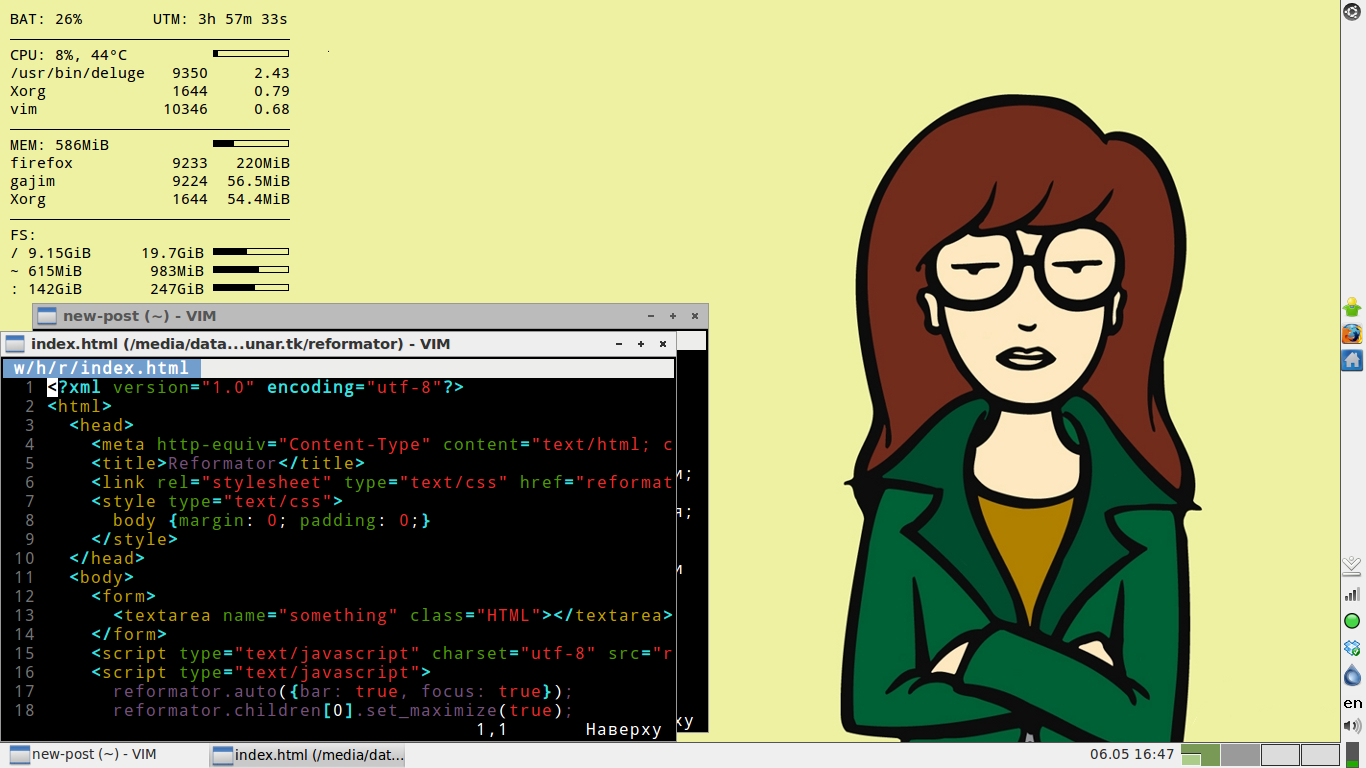 BAT: 26% UTM: 3h 57m 33s
CPU: 8%, 44°C
/usr/bin/deluge 9350 2.43
Xorg 1644 0.79
vim 10346 0.68
MEM: 586MiB
firefox 9233 220MiB
gajim 9224 56.5MiB
Xorg 1644 54.4MiB
FS:
/ 9.15GiB 19.7GiB
~ 615MiB 983MiB
: 142GiB 247GiB
new-post (~) - VIM
index.html (/media/data...unar.tk/reformator) - VIM
w/h/r/index.html
1 <?xml version="1.0" encoding="utf-8"?>
2 <html>
3 <head>
4 <meta http-equiv="Content-Type" content="text/html; c
5 <title>Reformator</title>
6 <link rel="stylesheet" type="text/css" href="reformat
7 <style type="text/css">
8 body {margin: 0; padding: 0;}
9 </style>
10 </head>
11 <body>
12 <form>
13 <textarea name="something" class="HTML"></textarea>
14 </form>
15 <script type="text/javascript" charset="utf-8" src="r
16 <script type="text/javascript">
17 reformator.auto({bar: true, focus: true});
18 reformator.children[0].set_maximize(true);
1,1 Наверху
en
new-post (~) - VIM
index.html (/media/dat...
06.05 16:47